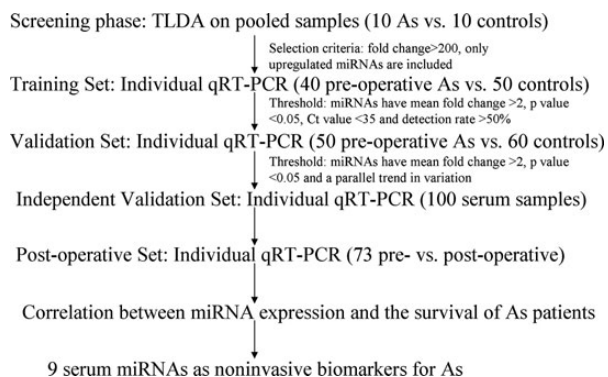 Screening phase: TLDA on pooled samples (10 As vs. 10 controls)
Selection criteria: fold change>200, only
upregulated miRNAs are included
Training Set: Individual qRT-PCR (40 pre-operative As vs. 50 controls)
Threshold: miRNAs have mean fold change >2, p value
<0.05, Ct value <35 and detection rate >50%
Validation Set: Individual qRT-PCR (50 pre-operative As vs. 60 controls)
Threshold: miRNAs have mean fold change >2, p value
<0.05 and a parallel trend in variation
Independent Validation Set: Individual qRT-PCR (100 serum samples)
Post-operative Set: Individual qRT-PCR (73 pre- vs. post-operative)
Correlation between miRNA expression and the survival of As patients
9 serum miRNAs as noninvasive biomarkers for As